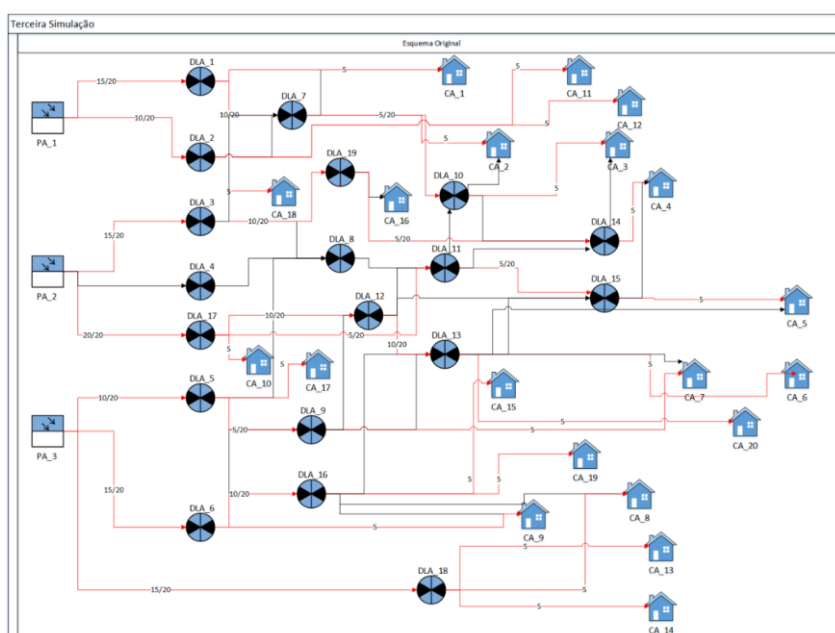 Terceira Simulação
Esquema Original
DLA_1
CA_1
CA_11
15/20
5
5
DLA_7
CA_12
PA_1
10/20
10/20
5/20
5
DLA_2
DLA_19
5
CA_2
5
CA_3
DLA_3
5
CA_18
DLA_10
CA_4
10/20
CA_16
DLA_14
5
15/20
DLA_8
5/20
DLA_11
PA_2
DLA_4
5/20
DLA_15
DLA_12
5
CA_5
20/20
DLA_17
10/20
5/20
5
10/20
DLA_13
CA_10
5
CA_17
DLA_5
CA_15
CA_7
CA_6
10/20
PA_3
DLA_9
5/20
5
5
CA_20
15/20
DLA_16
CA_19
10/20
5
5
CA_8
DLA_6
5
CA_9
5
5
CA_13
DLA_18
15/20
5
5
CA_14